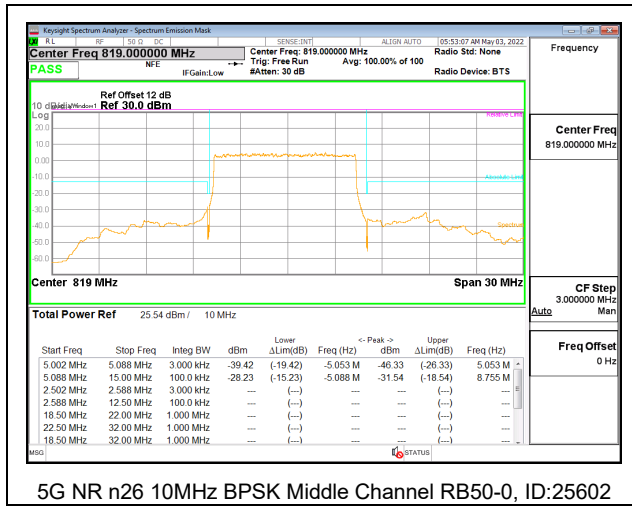 Keysight Spectrum Analyzer - Spectrum Emission Mask
RL RF 50 Ω DC SENSE:INT ALIGN AUTO 05:53:07 AM May 03, 2022
Center Freq 819.000000 MHz Center Freq: 819.000000 MHz Radio Std: None
PASS NFE IFGain:Low Trig: Free Run Avg: 100.00% of 100
#Atten: 30 dB Radio Device: BTS
Ref Offset 12 dB
10 dB/div Ref 30.0 dBm
Log
Relative Limit
20.0
10.0
0.00
-10.0
Absolute Limit
-20.0
-30.0
-40.0
Spectrum
-50.0
-60.0
Center 819 MHz Span 30 MHz
Total Power Ref 25.54 dBm / 10 MHz
Lower <- Peak -> Upper
Start Freq Stop Freq Integ BW dBm ΔLim(dB) Freq (Hz) dBm ΔLim(dB) Freq (Hz)
5.002 MHz 5.088 MHz 3.000 kHz -39.42 (-19.42) -5.053 M -46.33 (-26.33) 5.053 M
5.088 MHz 15.00 MHz 100.0 kHz -28.23 (-15.23) -5.088 M -31.54 (-18.54) 8.755 M
2.502 MHz 2.588 MHz 3.000 kHz --- (---) --- --- (---) ---
2.588 MHz 12.50 MHz 100.0 kHz --- (---) --- --- (---) ---
18.50 MHz 22.00 MHz 1.000 MHz --- (---) --- --- (---) ---
22.50 MHz 32.00 MHz 1.000 MHz --- (---) --- --- (---) ---
18.50 MHz 32.00 MHz 1.000 MHz --- (---) --- --- (---) ---
MSG STATUS
Frequency
Center Freq
819.000000 MHz
CF Step
3.000000 MHz
Auto Man
Freq Offset
0 Hz
5G NR n26 10MHz BPSK Middle Channel RB50-0, ID:25602